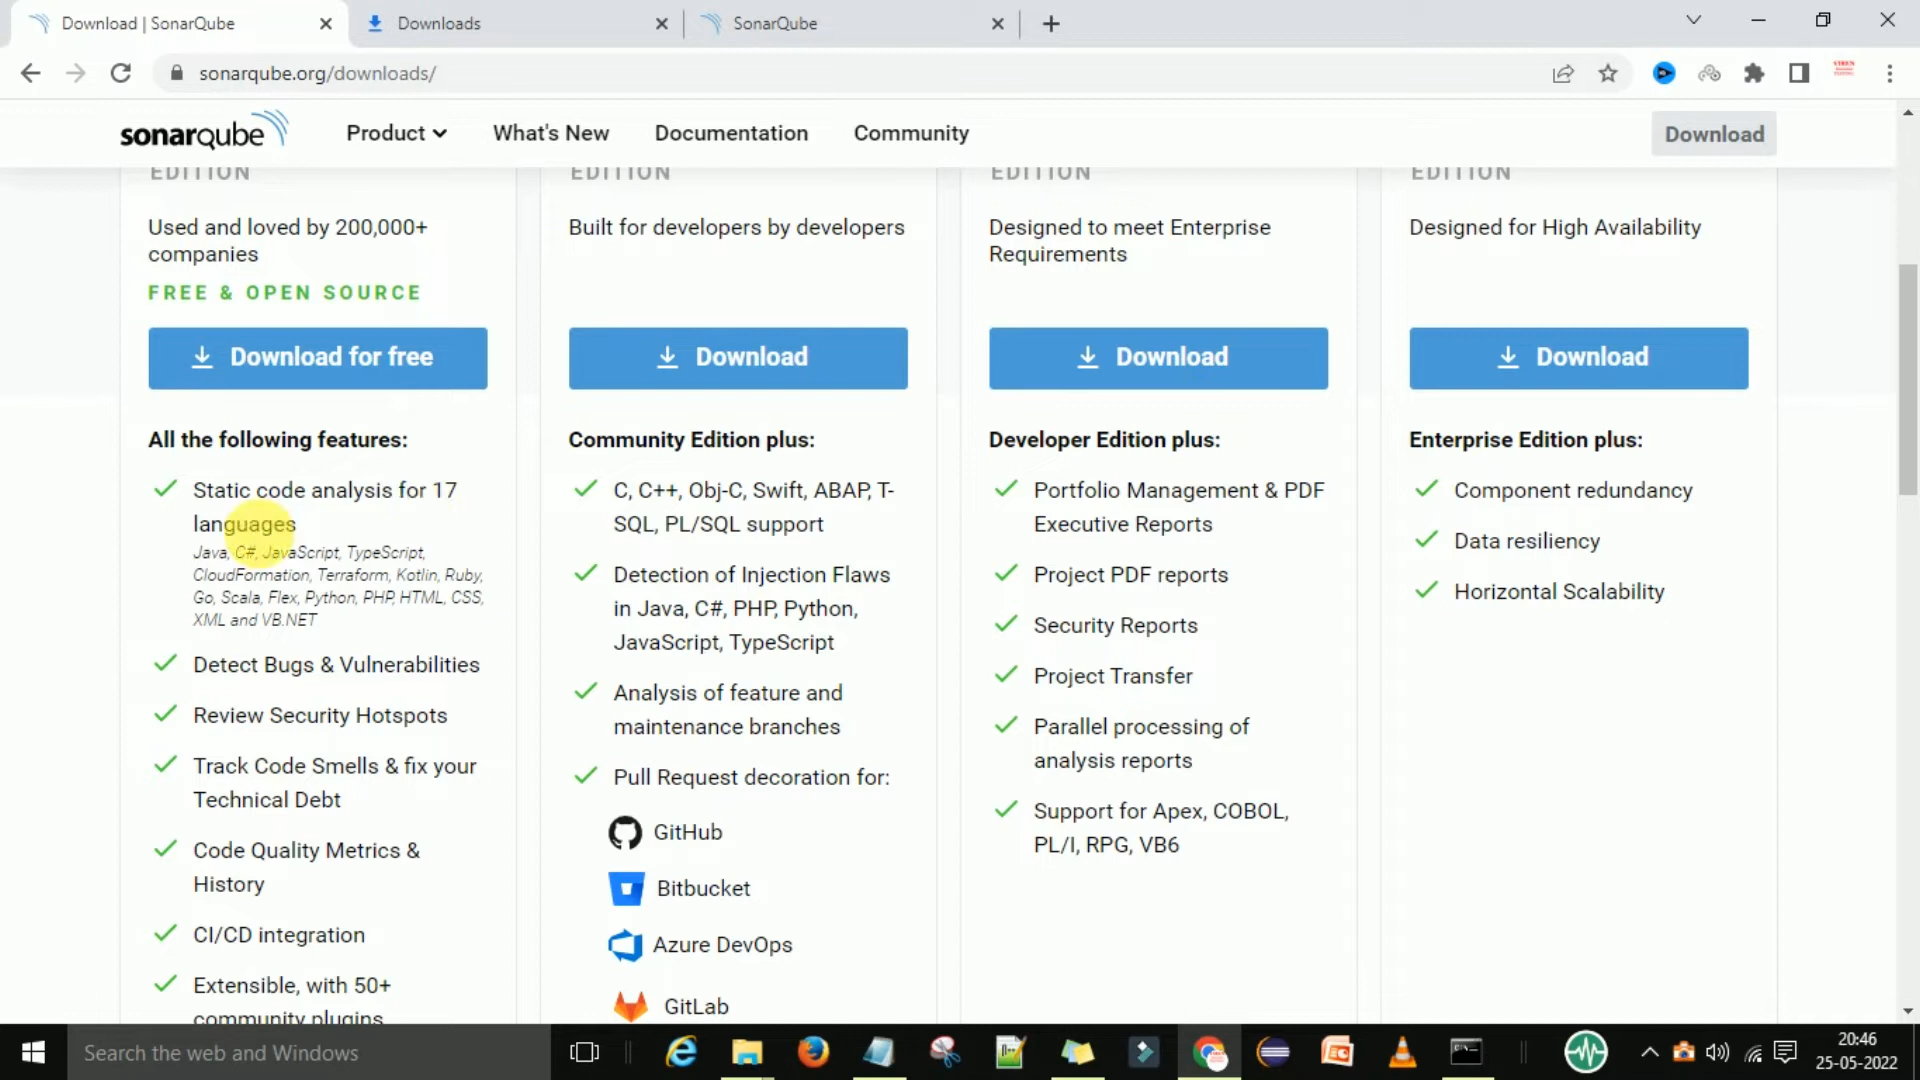 Download | SonarQube
Downloads
SonarQube
sonarqube.org/downloads/
sonarqube
Product
What's New
Documentation
Community
Download
EDITION
Used and loved by 200,000+
companies
FREE & OPEN SOURCE
Download for free
All the following features:
Static code analysis for 17
languages
Java, C#, JavaScript, TypeScript,
CloudFormation, Terraform, Kotlin, Ruby,
Go, Scala, Flex, Python, PHP, HTML, CSS,
XML and VB.NET
Detect Bugs & Vulnerabilities
Review Security Hotspots
Track Code Smells & fix your
Technical Debt
Code Quality Metrics &
History
CI/CD integration
Extensible, with 50+
community plugins
EDITION
Built for developers by developers
Download
Community Edition plus:
C, C++, Obj-C, Swift, ABAP, T-
SQL, PL/SQL support
Detection of Injection Flaws
in Java, C#, PHP, Python,
JavaScript, TypeScript
Analysis of feature and
maintenance branches
Pull Request decoration for:
GitHub
Bitbucket
Azure DevOps
GitLab
EDITION
Designed to meet Enterprise
Requirements
Download
Developer Edition plus:
Portfolio Management & PDF
Executive Reports
Project PDF reports
Security Reports
Project Transfer
Parallel processing of
analysis reports
Support for Apex, COBOL,
PL/I, RPG, VB6
EDITION
Designed for High Availability
Download
Enterprise Edition plus:
Component redundancy
Data resiliency
Horizontal Scalability
Search the web and Windows
20:46
25-05-2022